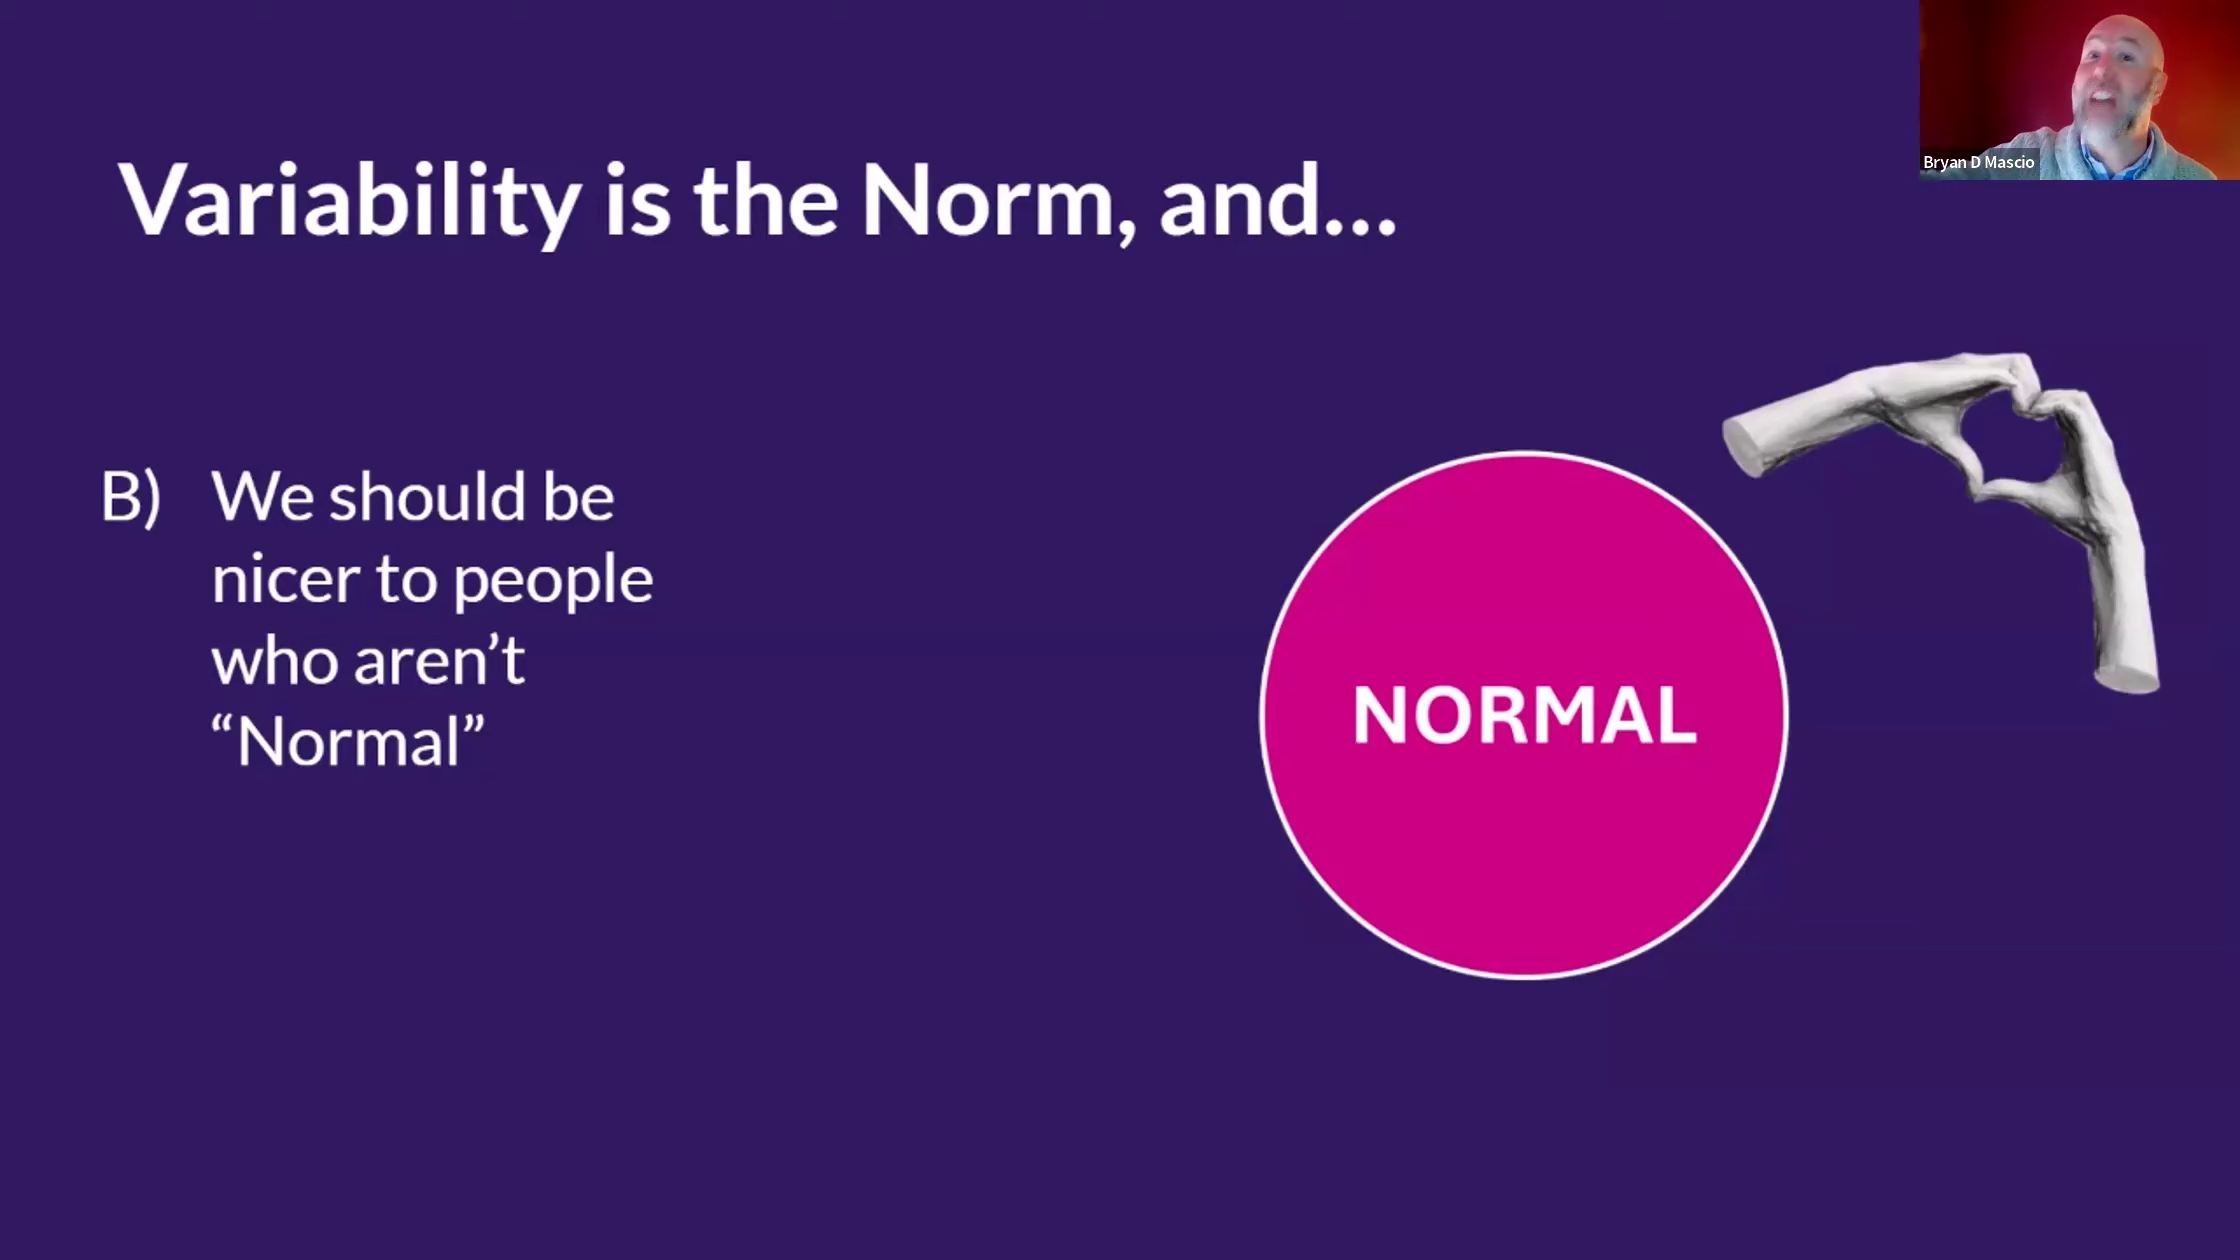 Bryan D Mascio
Variability is the Norm, and...
B) We should be
nicer to people
who aren’t
“Normal”
NORMAL